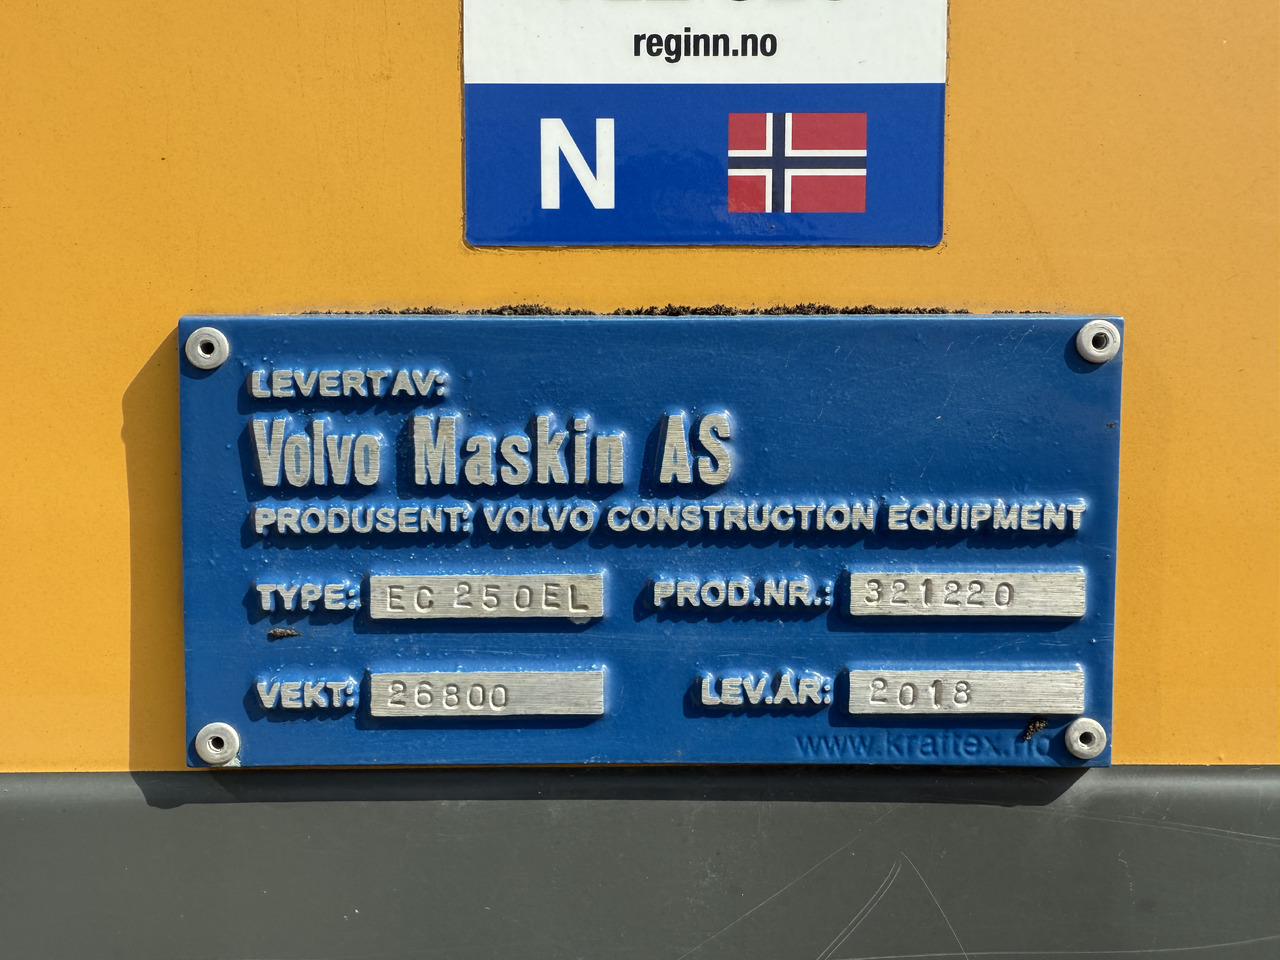 reginn.no
N
LEVERT AV:
Volvo Maskin AS
PRODUSENT: VOLVO CONSTRUCTION EQUIPMENT
TYPE: EC 250EL PROD.NR.: 321220
VEKT: 26800 LEV.ÅR: 2018
www.kraftex.no